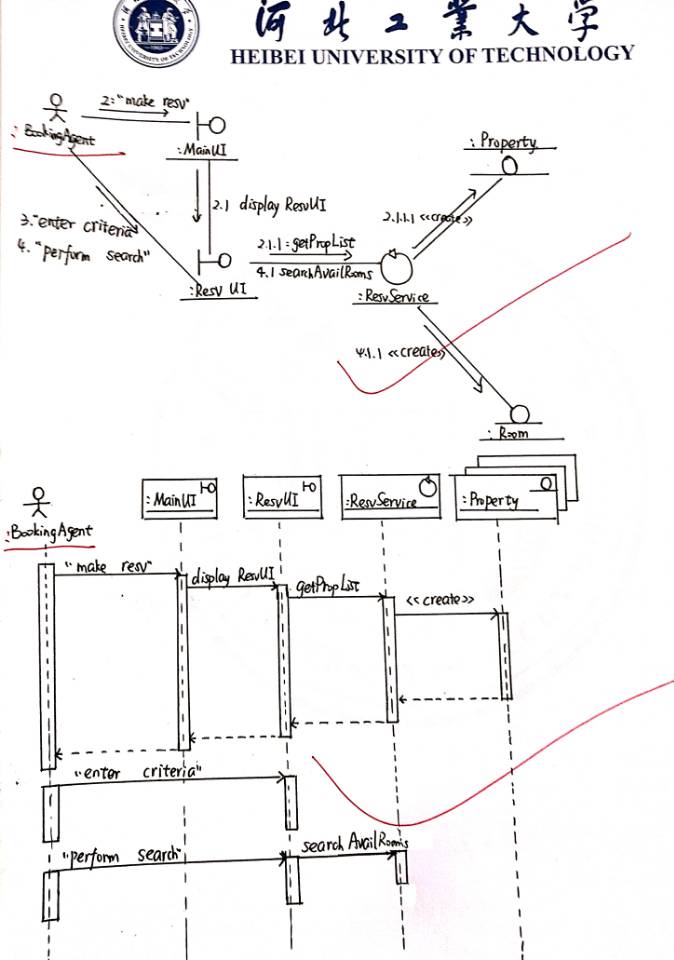 河北工業大学
HEIBEI UNIVERSITY OF TECHNOLOGY
2: "make resv"
: BookingAgent
: MainUI
: Property
2.1 display ResvUI
3. "enter criteria"
4. "perform search"
2.1.1 : getPropList
2.1.1.1 <<create>>
4.1 searchAvailRooms
: Resv UI
: ResvService
4.1.1 <<create>>
: Room
: MainUI
: ResvUI
: ResvService
: Property
: BookingAgent
"make resv"
display ResvUI
getPropList
<<create>>
"enter criteria"
"perform search"
searchAvailRooms